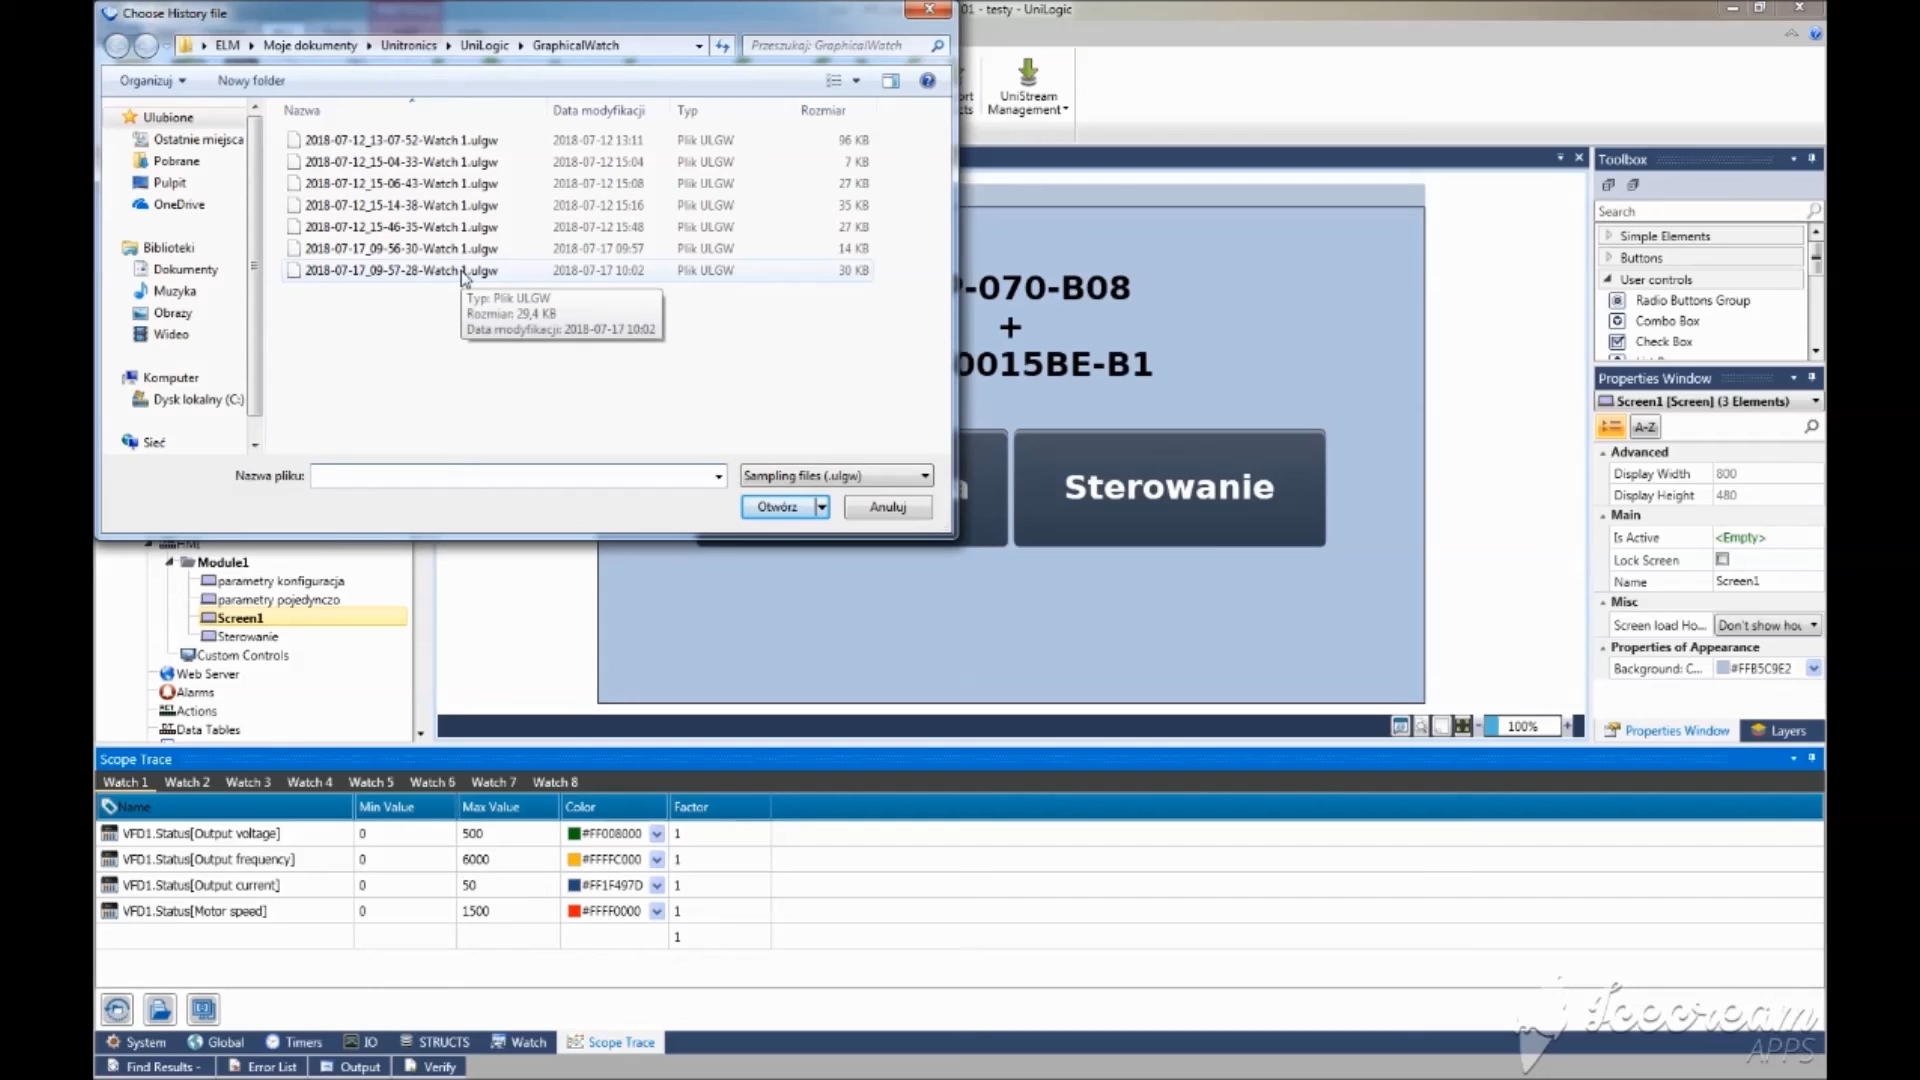 Choose History file
01 - testy - UniLogic
ELM
Moje dokumenty
Unitronics
UniLogic
GraphicalWatch
Przeszukaj: GraphicalWatch
Organizuj
Nowy folder
UniStream
Management
Nazwa
Data modyfikacji
Typ
Rozmiar
2018-07-12_13-07-52-Watch 1.ulgw 2018-07-12 13:11 Plik ULGW 96 KB
2018-07-12_15-04-33-Watch 1.ulgw 2018-07-12 15:04 Plik ULGW 7 KB
2018-07-12_15-06-43-Watch 1.ulgw 2018-07-12 15:08 Plik ULGW 27 KB
2018-07-12_15-14-38-Watch 1.ulgw 2018-07-12 15:16 Plik ULGW 35 KB
2018-07-12_15-46-35-Watch 1.ulgw 2018-07-12 15:48 Plik ULGW 27 KB
2018-07-17_09-56-30-Watch 1.ulgw 2018-07-17 09:57 Plik ULGW 14 KB
2018-07-17_09-57-28-Watch 1.ulgw 2018-07-17 10:02 Plik ULGW 30 KB
Typ: Plik ULGW
Rozmiar: 29,4 KB
Data modyfikacji: 2018-07-17 10:02
Ulubione
Ostatnie miejsca
Pobrane
Pulpit
OneDrive
Biblioteki
Dokumenty
Muzyka
Obrazy
Wideo
Komputer
Dysk lokalny (C:)
Sieć
Nazwa pliku:
Sampling files (.ulgw)
Otwórz
Anuluj
-070-B08
+
0015BE-B1
a
Sterowanie
Toolbox
Search
Simple Elements
Buttons
User controls
Radio Buttons Group
Combo Box
Check Box
Properties Window
Screen1 [Screen] (3 Elements)
A-Z
Advanced
Display Width 800
Display Height 480
Main
Is Active <Empty>
Lock Screen
Name Screen1
Misc
Screen load Ho... Don't show hou
Properties of Appearance
Background: C... #FFB5C9E2
Properties Window
Layers
HMI
Module1
parametry konfiguracja
parametry pojedynczo
Screen1
Sterowanie
Custom Controls
Web Server
Alarms
Actions
Data Tables
100%
Scope Trace
Watch 1 Watch 2 Watch 3 Watch 4 Watch 5 Watch 6 Watch 7 Watch 8
Name Min Value Max Value Color Factor
VFD1.Status[Output voltage] 0 500 #FF008000 1
VFD1.Status[Output frequency] 0 6000 #FFFFC000 1
VFD1.Status[Output current] 0 50 #FF1F497D 1
VFD1.Status[Motor speed] 0 1500 #FFFF0000 1
1
System Global Timers IO STRUCTS Watch Scope Trace
Find Results - Error List Output Verify
Icecream
APPS